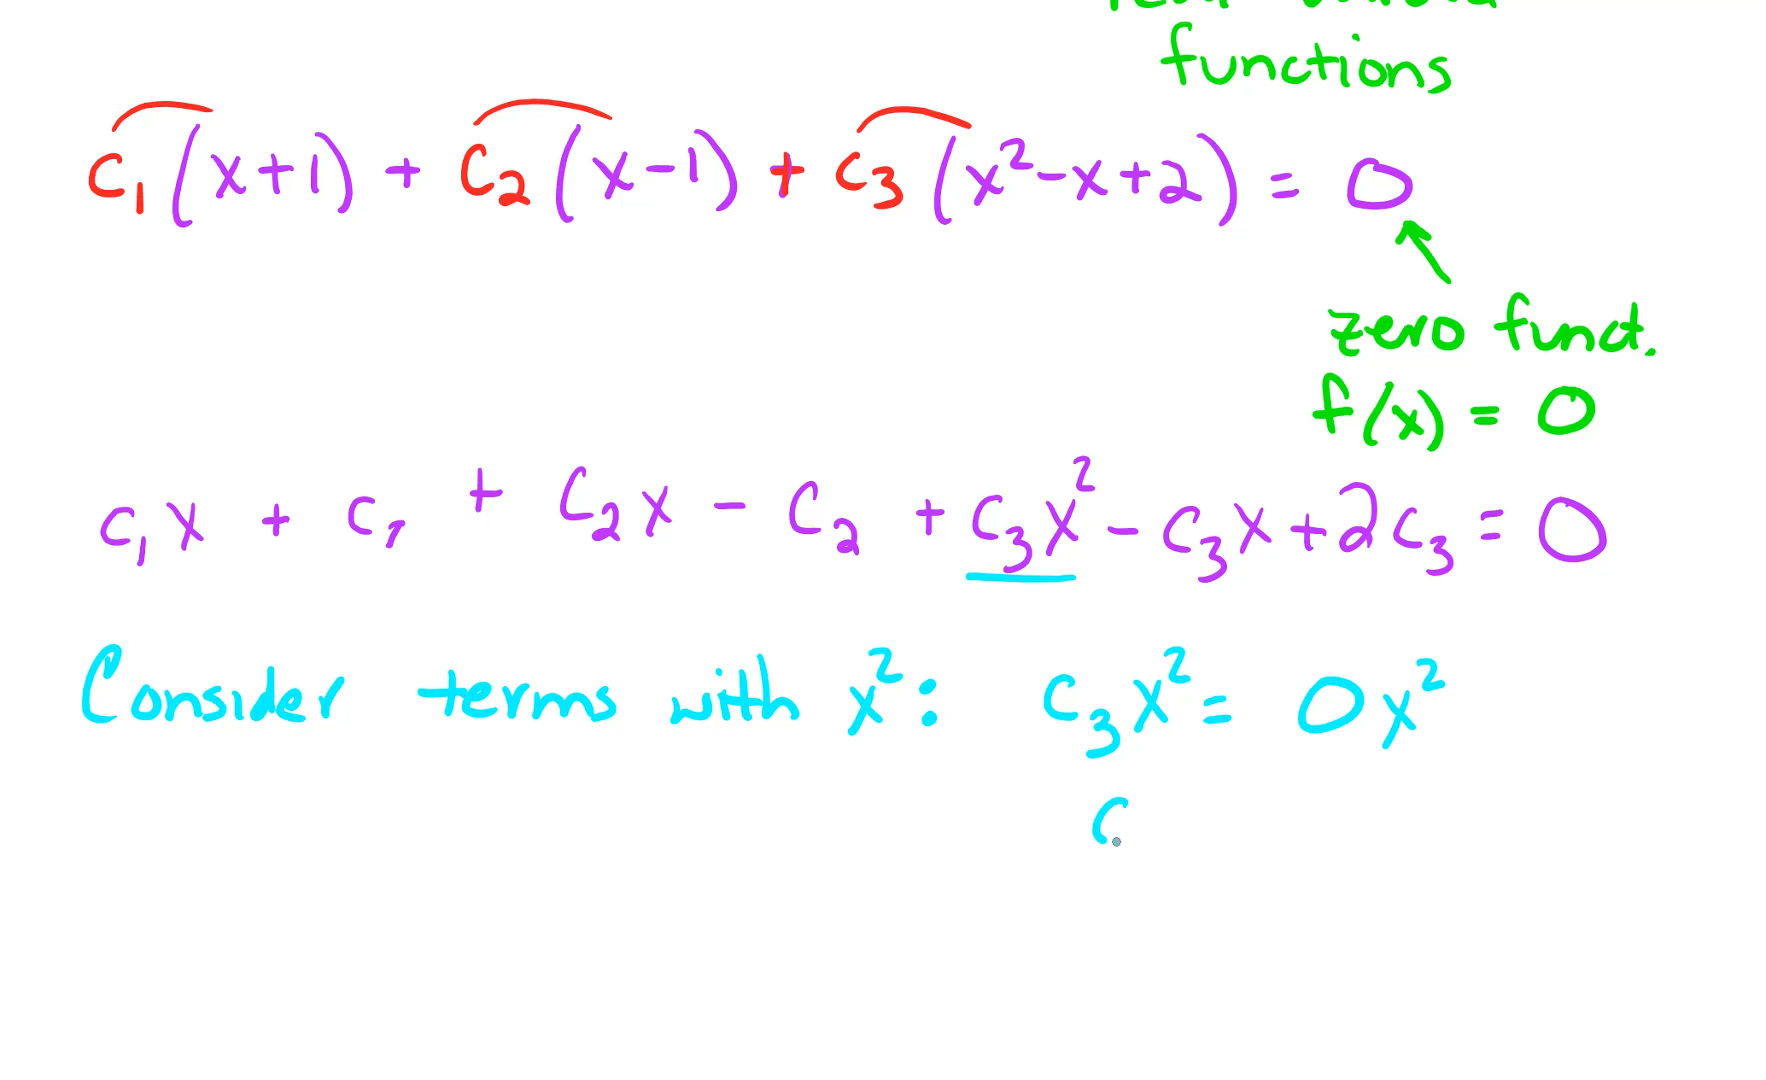 functions
c₁(x+1) + c₂(x-1) + c₃(x²-x+2) = 0
zero funct.
f(x) = 0
c₁x + c₁ + c₂x - c₂ + c₃x² - c₃x + 2c₃ = 0
Consider terms with x²: c₃x² = 0x²
c